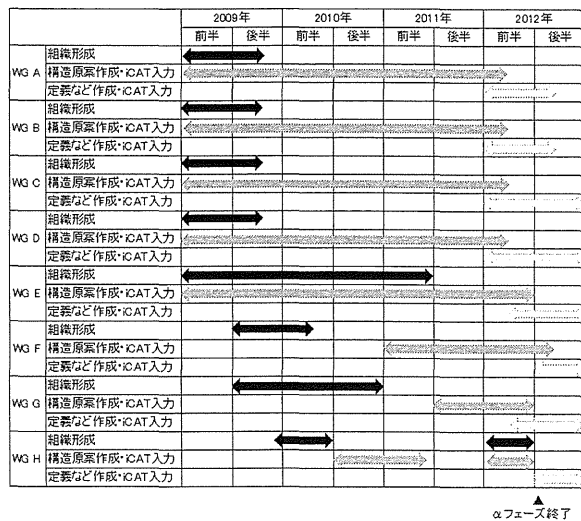 2009年 2010年 2011年 2012年
前半 後半 前半 後半 前半 後半 前半 後半
WG A
組織形成
構造原案作成・iCAT入力
定義など作成・iCAT入力
WG B
組織形成
構造原案作成・iCAT入力
定義など作成・iCAT入力
WG C
組織形成
構造原案作成・iCAT入力
定義など作成・iCAT入力
WG D
組織形成
構造原案作成・iCAT入力
定義など作成・iCAT入力
WG E
組織形成
構造原案作成・iCAT入力
定義など作成・iCAT入力
WG F
組織形成
構造原案作成・iCAT入力
定義など作成・iCAT入力
WG G
組織形成
構造原案作成・iCAT入力
定義など作成・iCAT入力
WG H
組織形成
構造原案作成・iCAT入力
定義など作成・iCAT入力
▲
αフェーズ終了